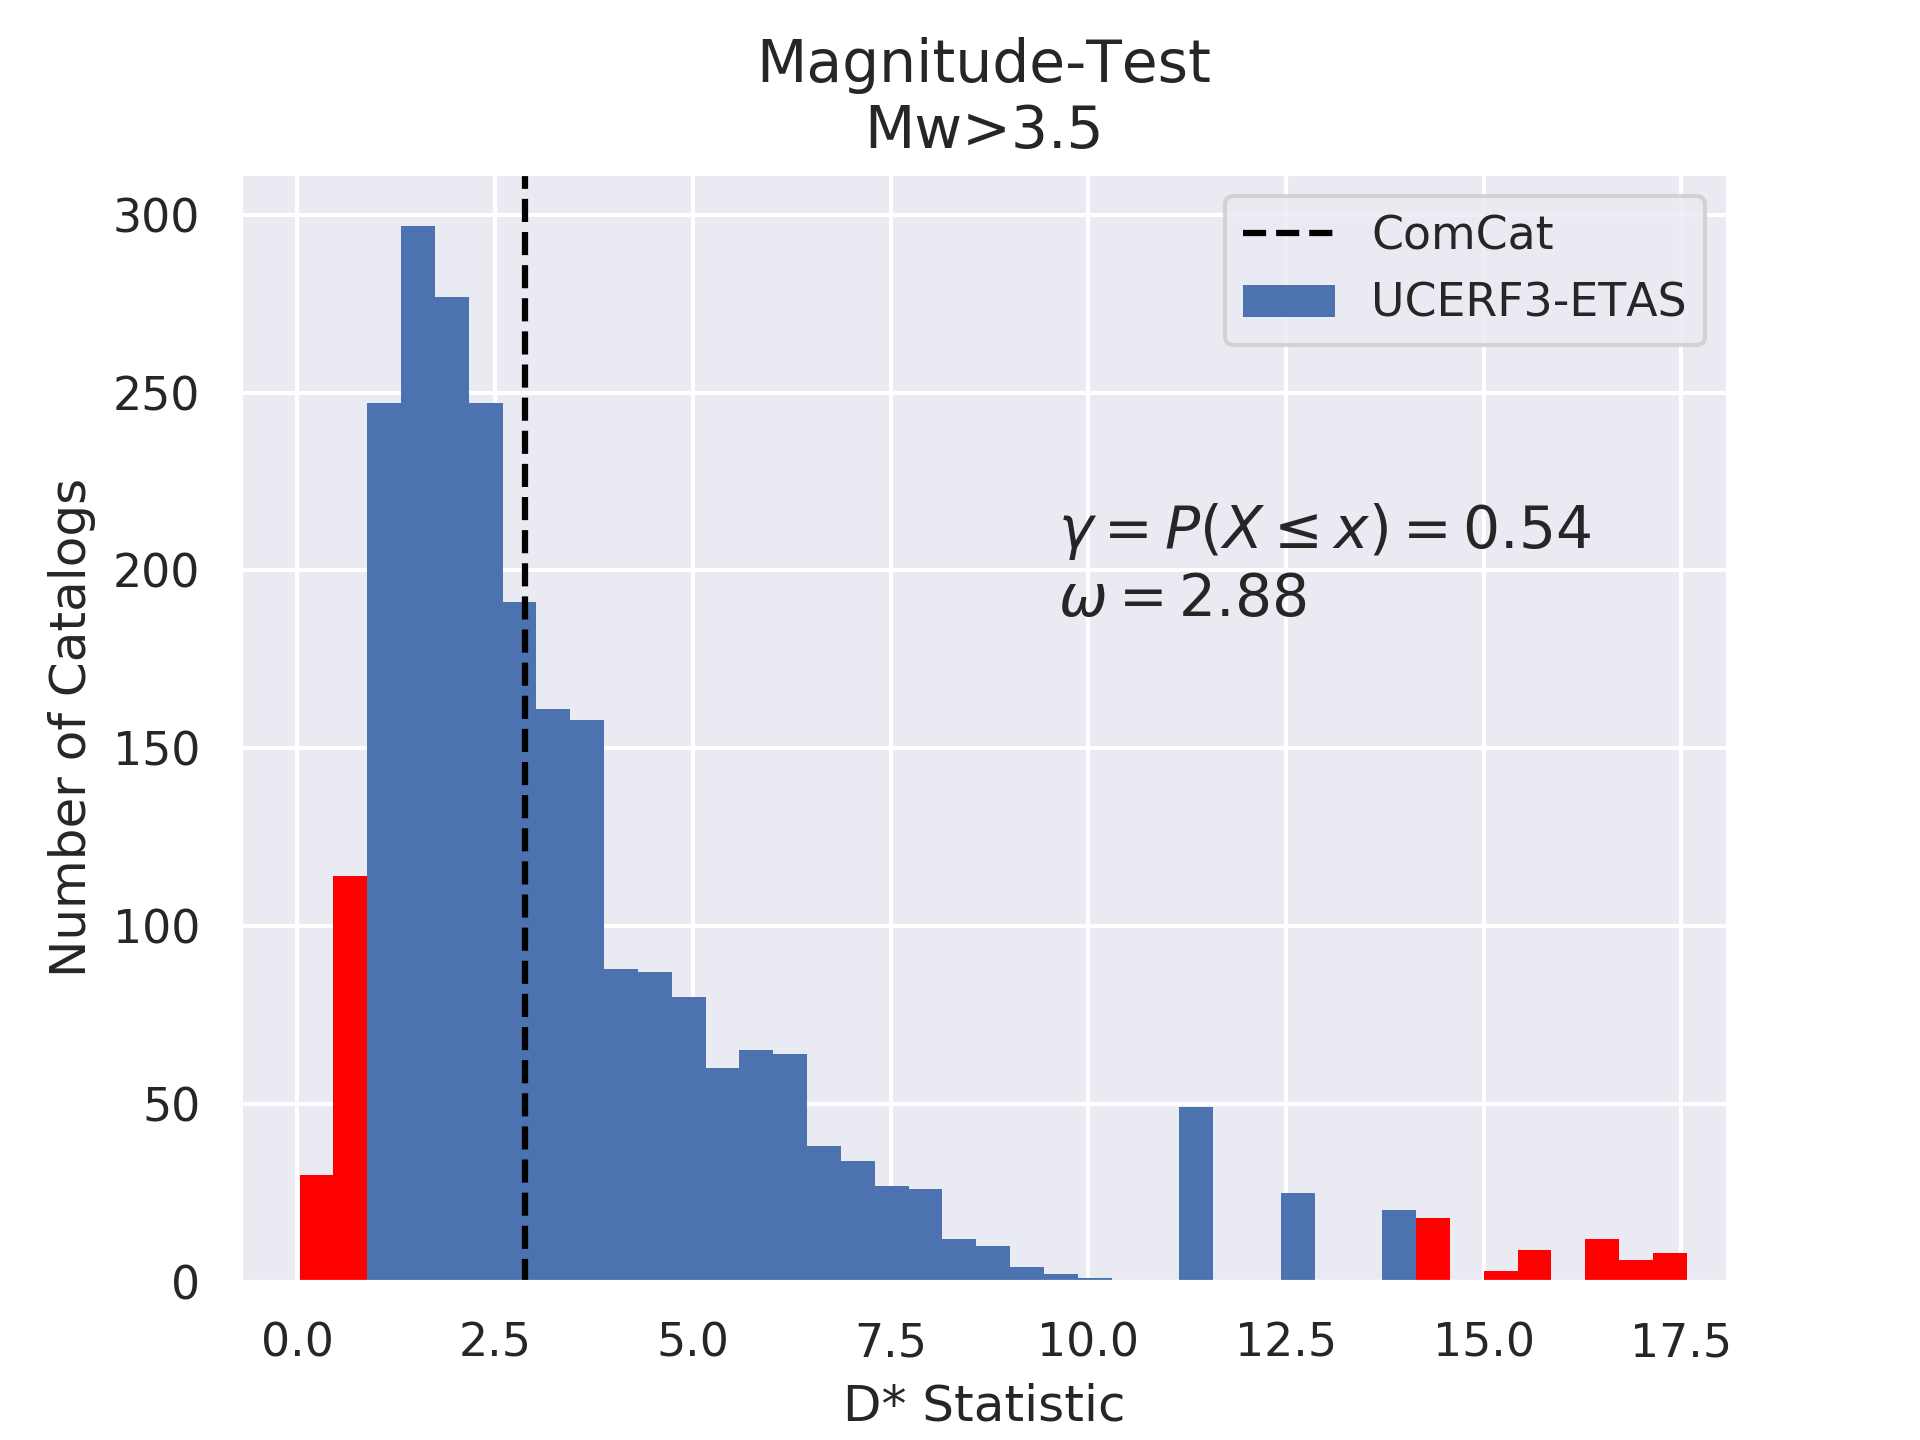 Magnitude-Test
Mw>3.5
ComCat
UCERF3-ETAS
γ = P(X ≤ x) = 0.54
ω = 2.88
Number of Catalogs
300
250
200
150
100
50
0
0.0 2.5 5.0 7.5 10.0 12.5 15.0 17.5
D* Statistic